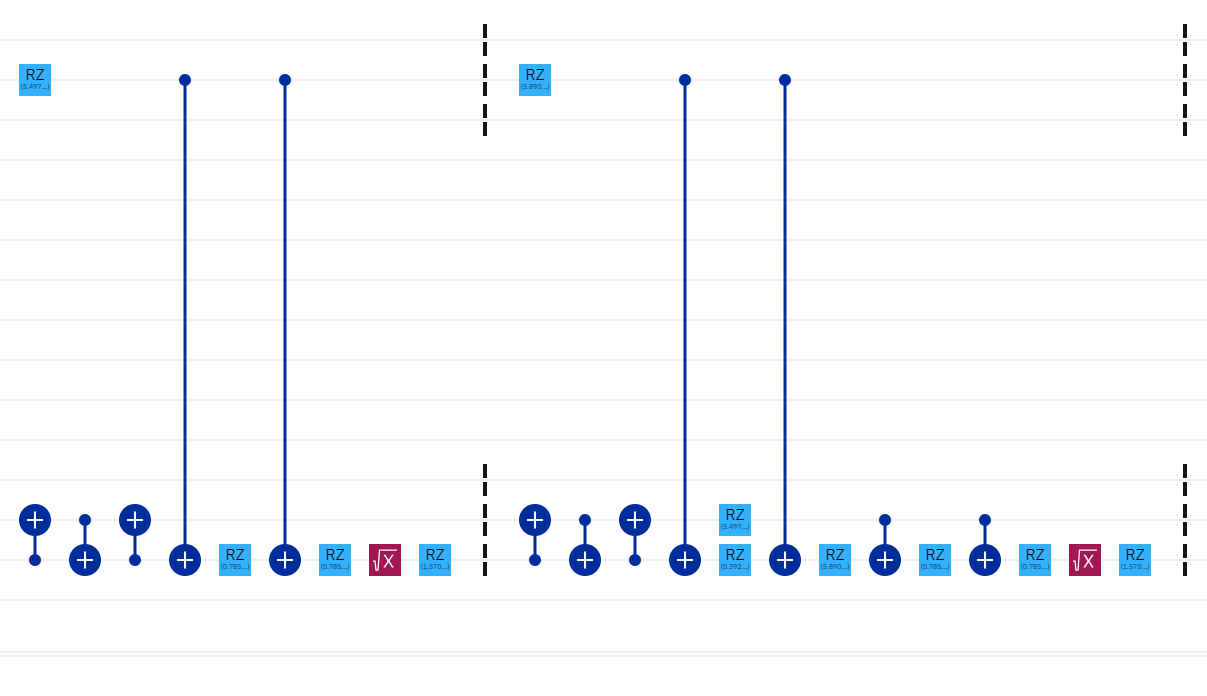 RZ
(5.497...)
RZ
(5.890...)
RZ
(5.497...)
RZ
(0.785...)
RZ
(0.785...)
√X
RZ
(1.570...)
RZ
(0.392...)
RZ
(5.890...)
RZ
(0.785...)
RZ
(0.785...)
√X
RZ
(1.570...)